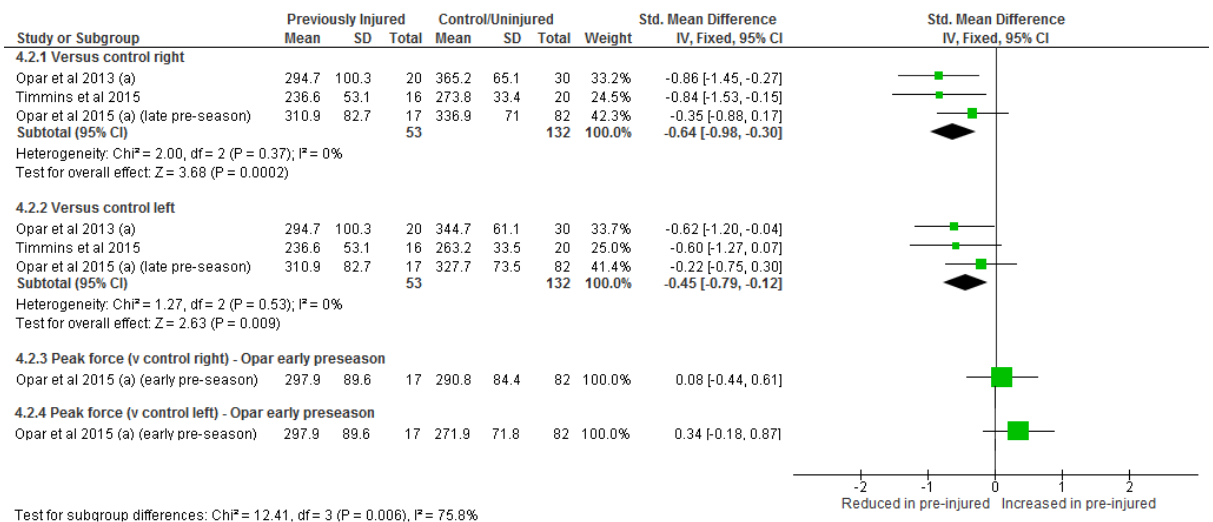 Previously Injured Control/Uninjured Std. Mean Difference Std. Mean Difference
Study or Subgroup Mean SD Total Mean SD Total Weight IV, Fixed, 95% CI IV, Fixed, 95% CI
4.2.1 Versus control right
Opar et al 2013 (a) 294.7 100.3 20 365.2 65.1 30 33.2% -0.86 [-1.45, -0.27]
Timmins et al 2015 236.6 53.1 16 273.8 33.4 20 24.5% -0.84 [-1.53, -0.15]
Opar et al 2015 (a) (late pre-season) 310.9 82.7 17 336.9 71 82 42.3% -0.35 [-0.88, 0.17]
Subtotal (95% CI) 53 132 100.0% -0.64 [-0.98, -0.30]
Heterogeneity: Chi² = 2.00, df = 2 (P = 0.37); I² = 0%
Test for overall effect: Z = 3.68 (P = 0.0002)
4.2.2 Versus control left
Opar et al 2013 (a) 294.7 100.3 20 344.7 61.1 30 33.7% -0.62 [-1.20, -0.04]
Timmins et al 2015 236.6 53.1 16 263.2 33.5 20 25.0% -0.60 [-1.27, 0.07]
Opar et al 2015 (a) (late pre-season) 310.9 82.7 17 327.7 73.5 82 41.4% -0.22 [-0.75, 0.30]
Subtotal (95% CI) 53 132 100.0% -0.45 [-0.79, -0.12]
Heterogeneity: Chi² = 1.27, df = 2 (P = 0.53); I² = 0%
Test for overall effect: Z = 2.63 (P = 0.009)
4.2.3 Peak force (v control right) - Opar early preseason
Opar et al 2015 (a) (early pre-season) 297.9 89.6 17 290.8 84.4 82 100.0% 0.08 [-0.44, 0.61]
4.2.4 Peak force (v control left) - Opar early preseason
Opar et al 2015 (a) (early pre-season) 297.9 89.6 17 271.9 71.8 82 100.0% 0.34 [-0.18, 0.87]
-2 -1 0 1 2
Reduced in pre-injured Increased in pre-injured
Test for subgroup differences: Chi² = 12.41, df = 3 (P = 0.006), I² = 75.8%